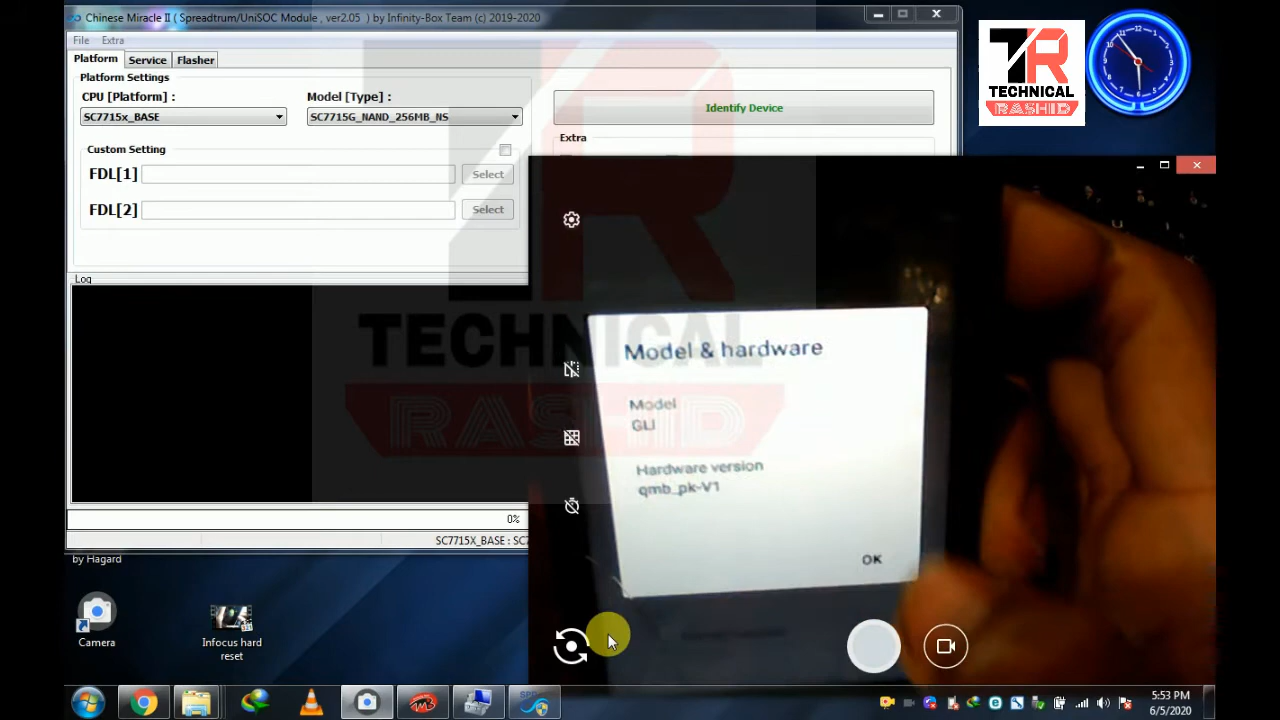 Chinese Miracle II ( Spreadtrum/UniSOC Module , ver2.05 ) by Infinity-Box Team (c) 2019-2020
File Extra
Platform Service Flasher
Platform Settings
CPU [Platform] :
Model [Type] :
SC7715x_BASE
SC7715G_NAND_256MB_NS
Identify Device
Extra
Custom Setting
FDL[1]
Select
FDL[2]
Select
Log
0%
SC7715X_BASE : SC7
TR
TECHNICAL
RASHID
TECHNICAL
RASHID
Model & hardware
Model
GLI
Hardware version
qmb_pk-V1
OK
by Hagard
Camera
Infocus hard
reset
5:53 PM
6/5/2020